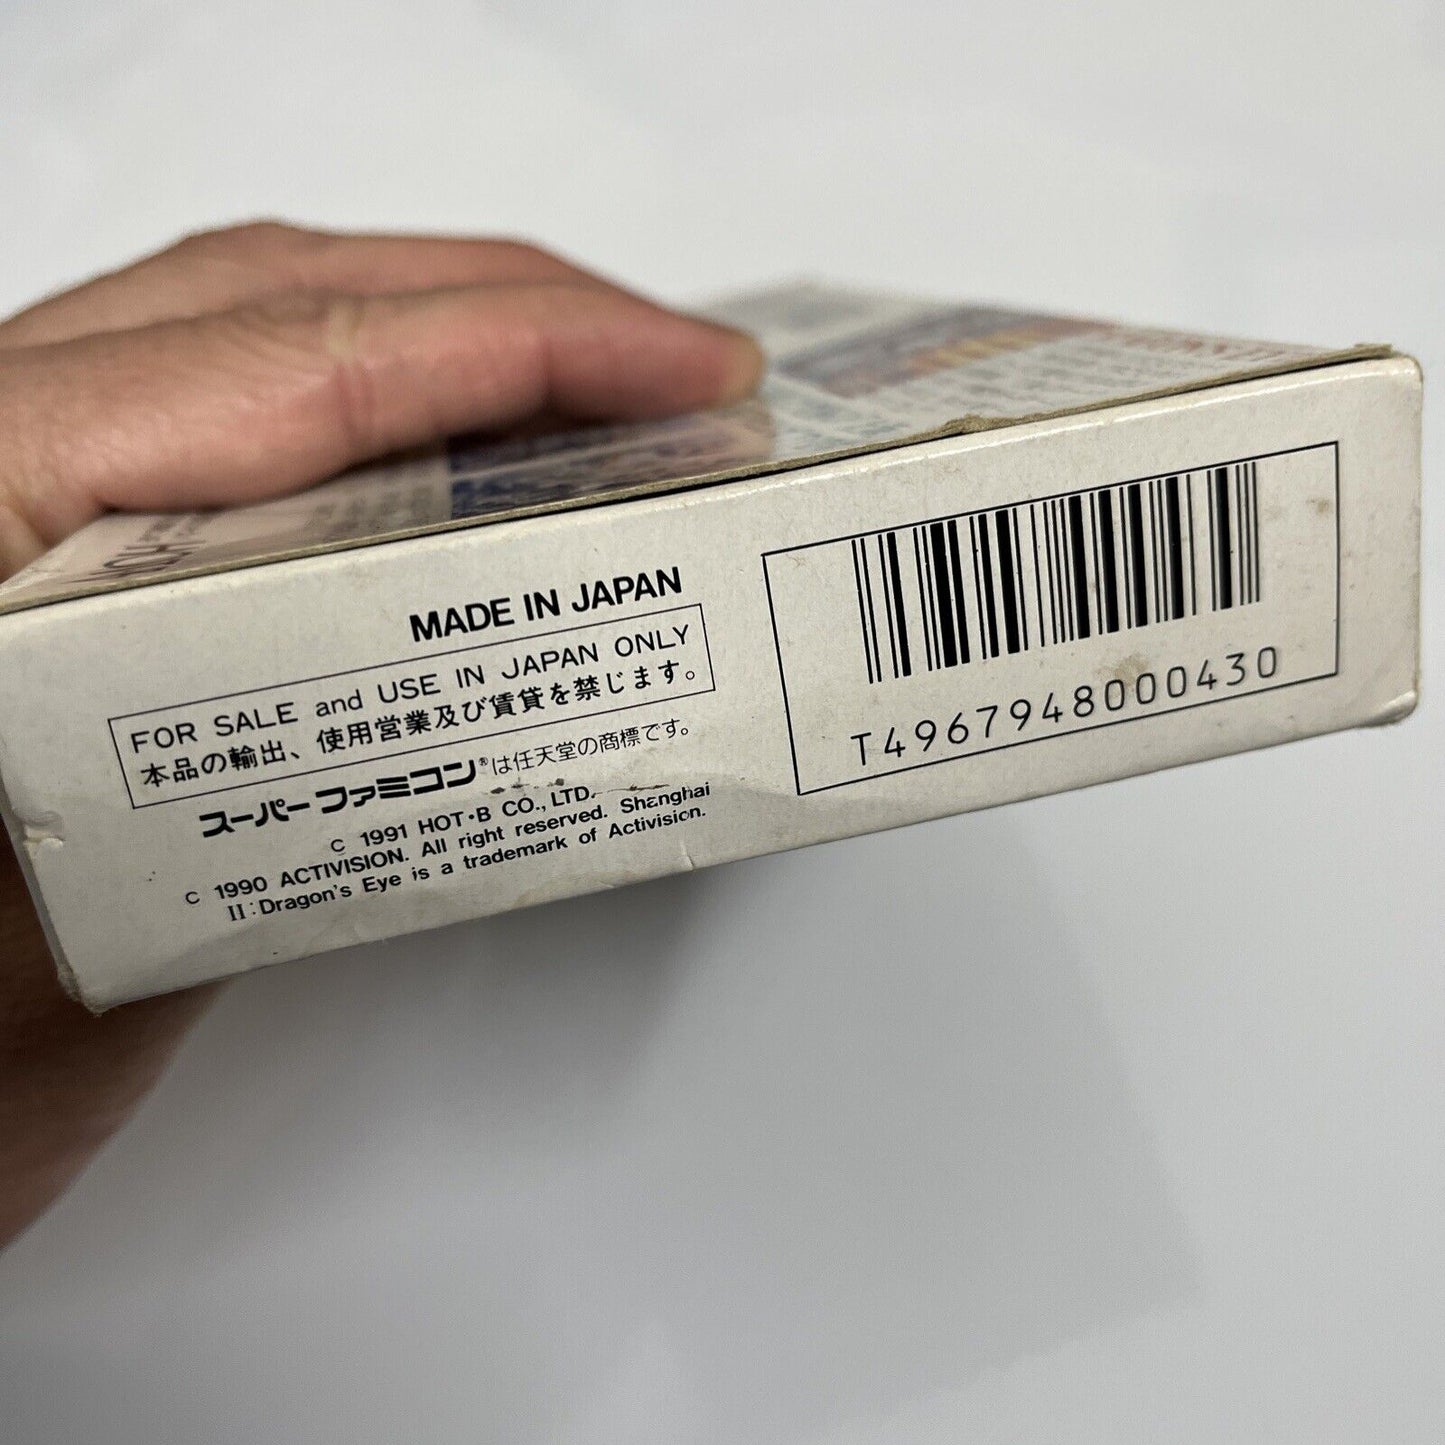 MADE IN JAPAN
FOR SALE and USE IN JAPAN ONLY
本品の輸出、使用営業及び賃貸を禁じます。
スーパーファミコン®は任天堂の商標です。
C 1991 HOT・B CO., LTD.
C 1990 ACTIVISION. All right reserved. Shanghai
II:Dragon's Eye is a trademark of Activision.
T4967948000430